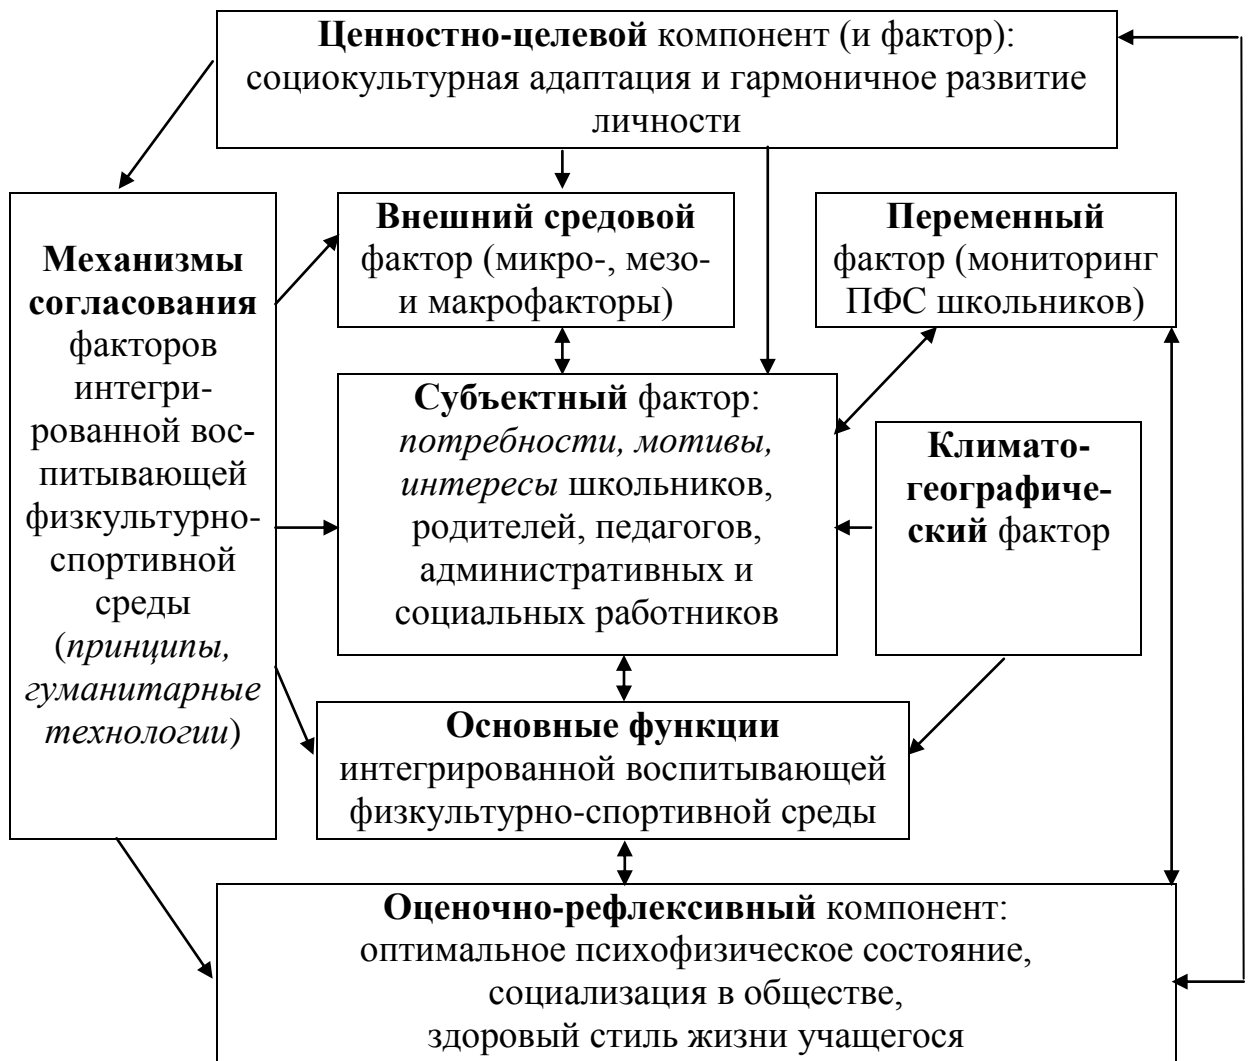 Ценностно-целевой компонент (и фактор):
социокультурная адаптация и гармоничное развитие
личности
Механизмы
согласования
факторов
интегри-
рованной вос-
питывающей
физкультурно-
спортивной
среды
(принципы,
гуманитарные
технологии)
Внешний средовой
фактор (микро-, мезо-
и макрофакторы)
Переменный
фактор (мониторинг
ПФС школьников)
Субъектный фактор:
потребности, мотивы,
интересы школьников,
родителей, педагогов,
административных и
социальных работников
Климато-
географиче-
ский фактор
Основные функции
интегрированной воспитывающей
физкультурно-спортивной среды
Оценочно-рефлексивный компонент:
оптимальное психофизическое состояние,
социализация в обществе,
здоровый стиль жизни учащегося